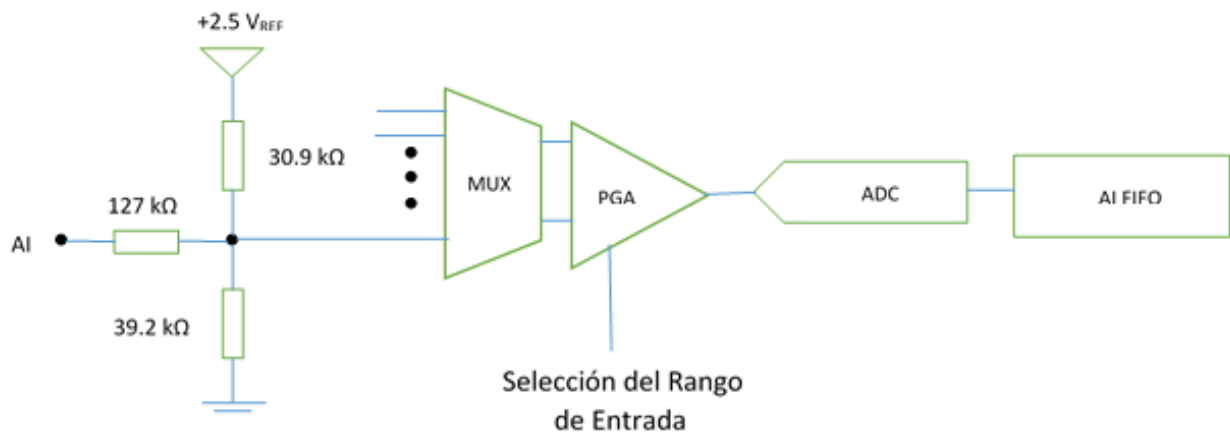 +2.5 VREF
30.9 kΩ
127 kΩ
AI
39.2 kΩ
MUX
PGA
ADC
AI FIFO
Selección del Rango
de Entrada